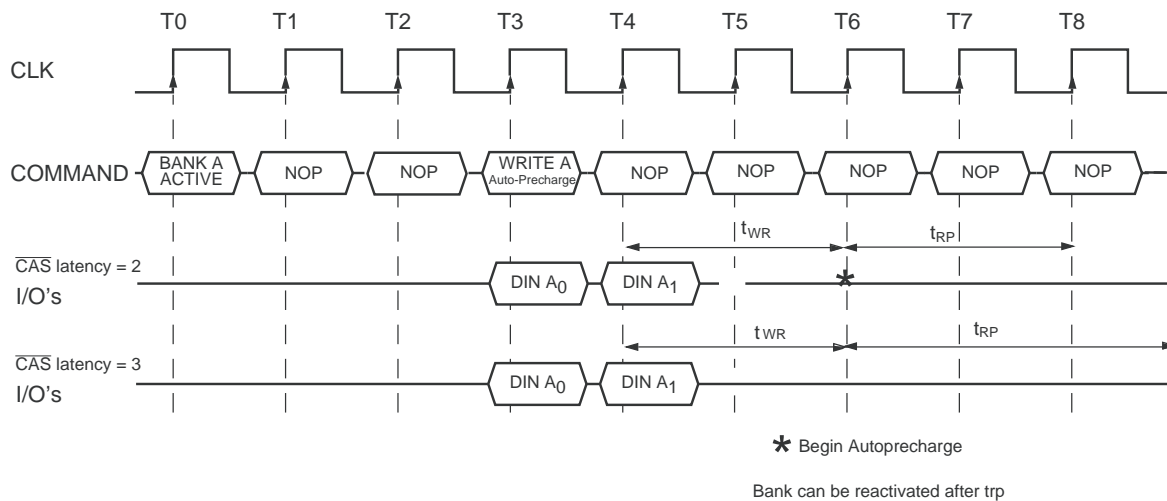 T0 T1 T2 T3 T4 T5 T6 T7 T8
CLK
COMMAND
BANK A
ACTIVE
NOP
NOP
WRITE A
Auto-Precharge
NOP
NOP
NOP
NOP
NOP
tWR
tRP
CAS latency = 2
I/O's
DIN A0
DIN A1
*
tWR
tRP
CAS latency = 3
I/O's
DIN A0
DIN A1
* Begin Autoprecharge
Bank can be reactivated after trp